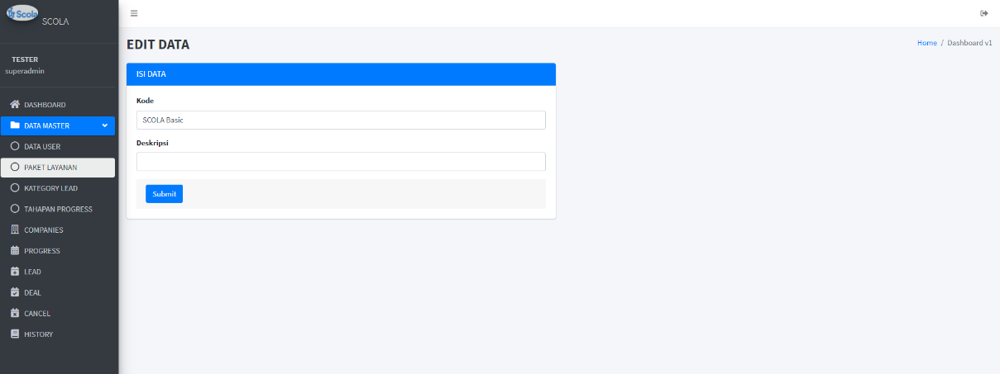 Scola
SCOLA
TESTER
superadmin
DASHBOARD
DATA MASTER
DATA USER
PAKET LAYANAN
KATEGORY LEAD
TAHAPAN PROGRESS
COMPANIES
PROGRESS
LEAD
DEAL
CANCEL
HISTORY
EDIT DATA
Home / Dashboard v1
ISI DATA
Kode
SCOLA Basic
Deskripsi
Submit